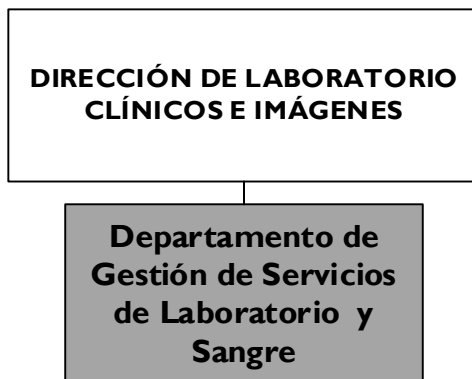 DIRECCIÓN DE LABORATORIO
CLÍNICOS E IMÁGENES
Departamento de
Gestión de Servicios
de Laboratorio y
Sangre